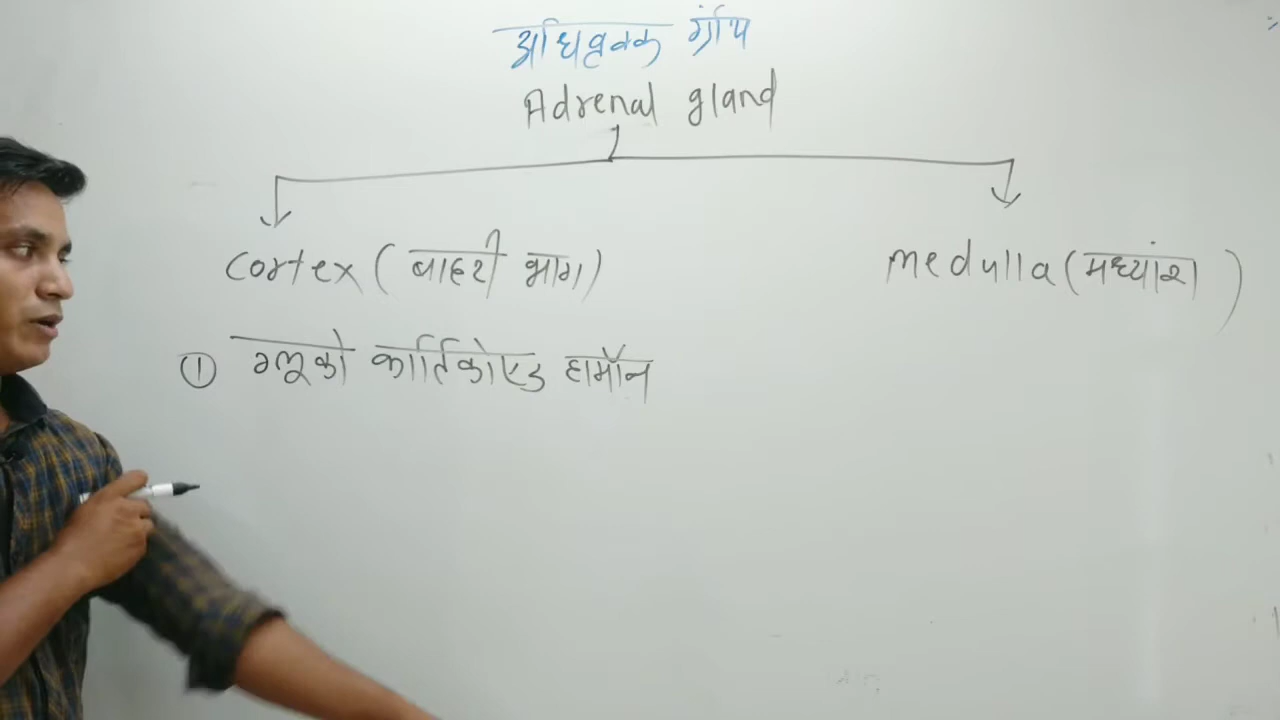 अधिवृक्क ग्रंथि
Adrenal gland
Cortex (बाहरी भाग)
Medulla (मध्यांश)
① ग्लूको कार्तिकोएड हार्मोन